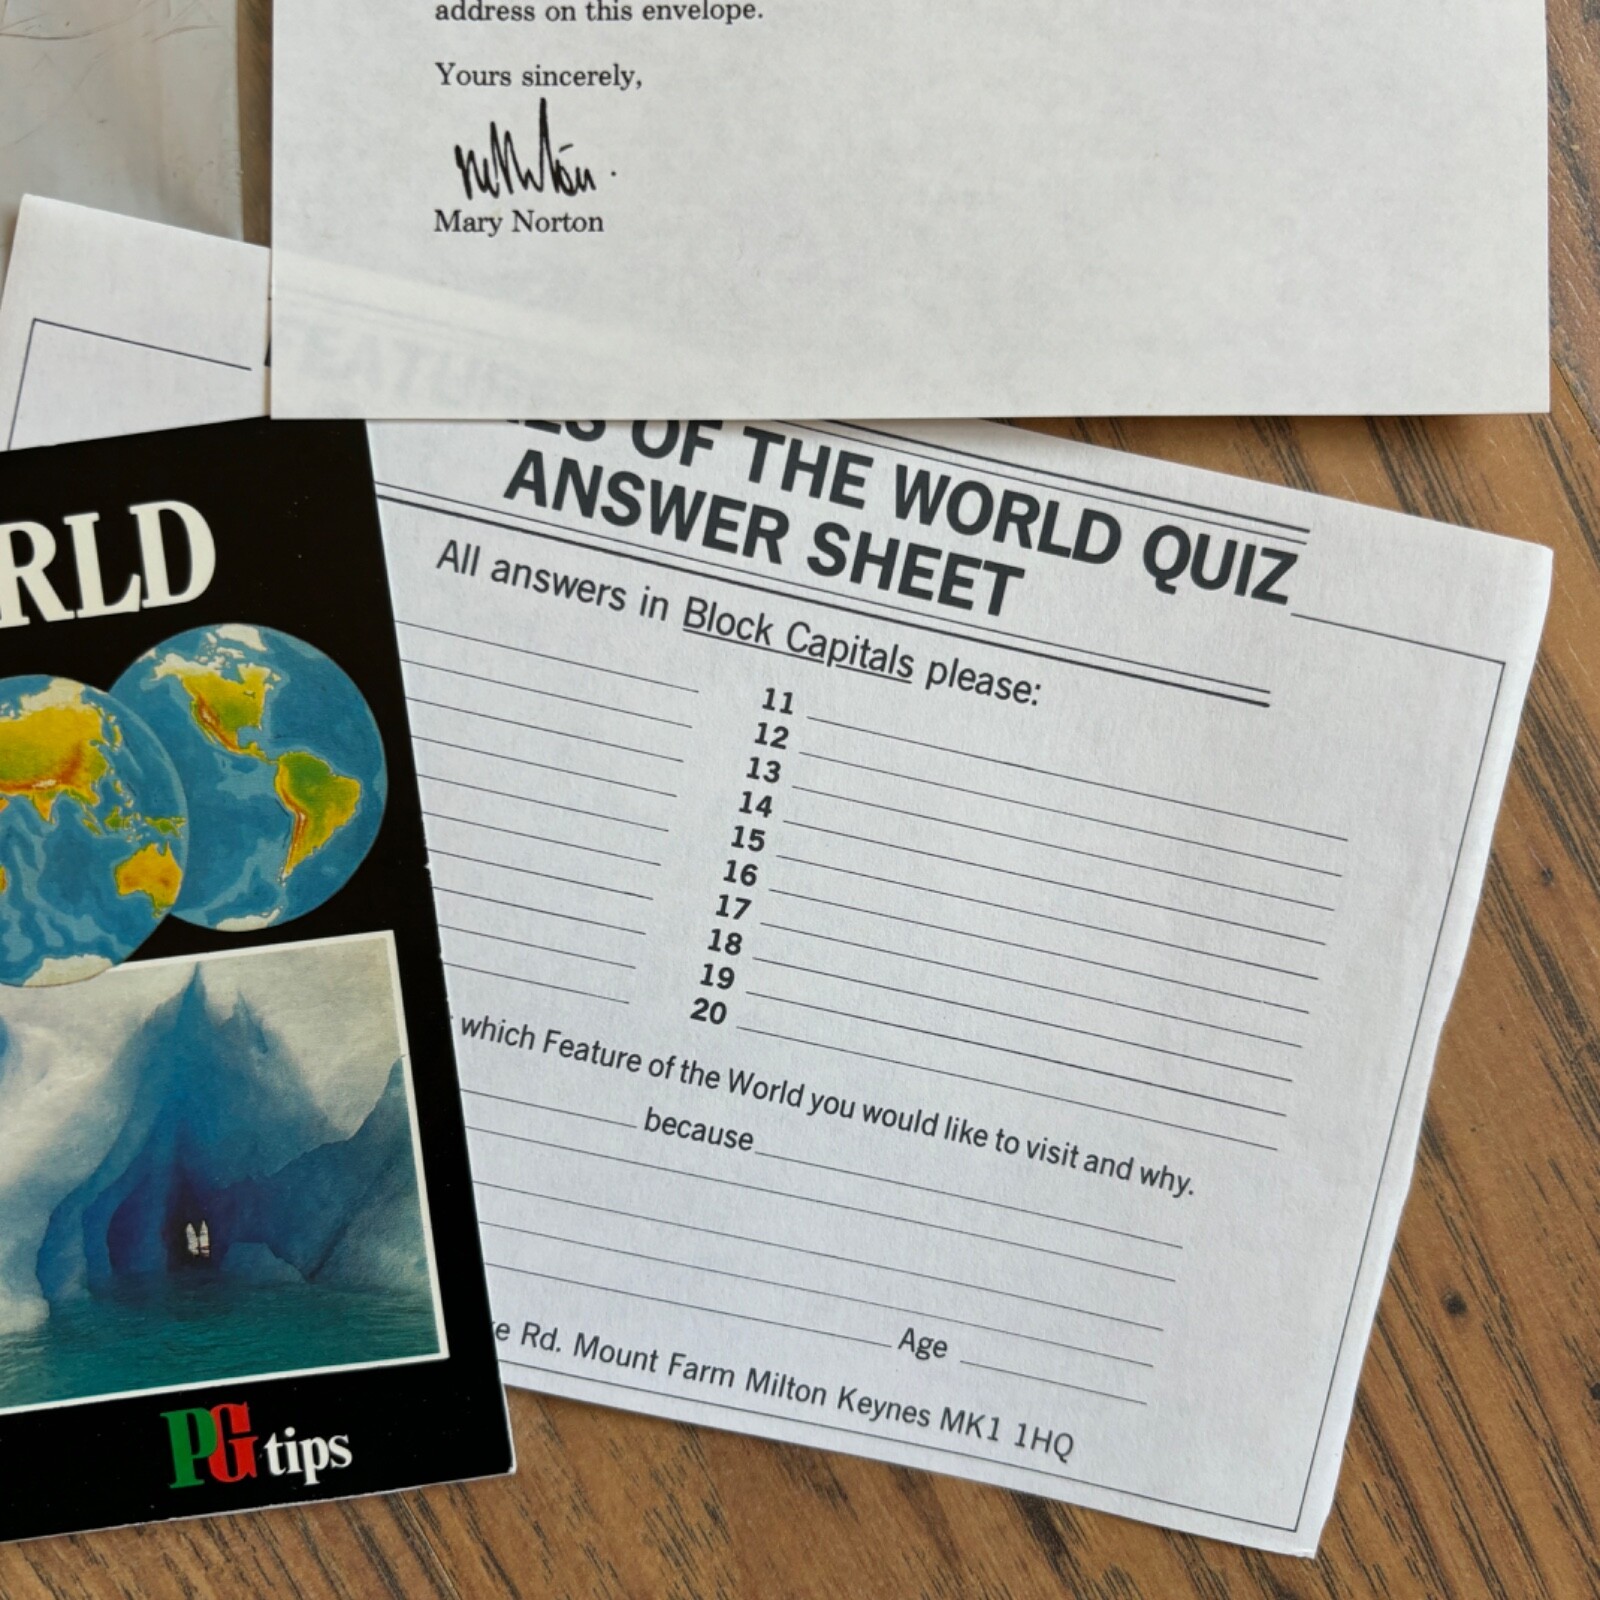 address on this envelope.
Yours sincerely,
Mary Norton
FEATURES
OF THE WORLD QUIZ
ANSWER SHEET
All answers in Block Capitals please:
11
12
13
14
15
16
17
18
19
20
which Feature of the World you would like to visit and why.
because
Age
Rd. Mount Farm Milton Keynes MK1 1HQ
RLD
PG tips